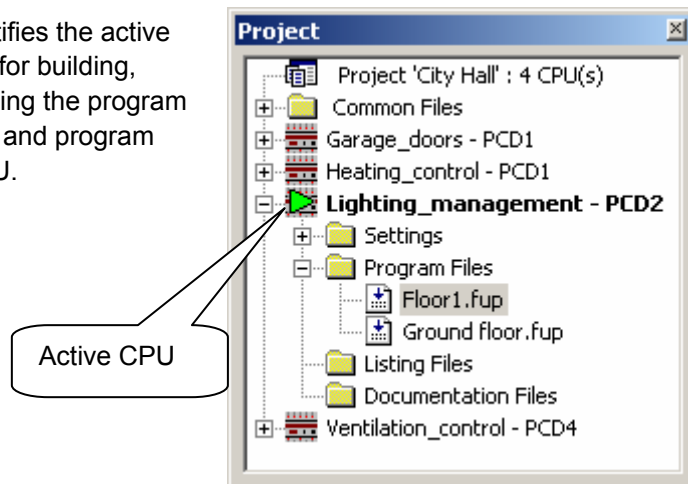 tifies the active
for building,
ing the program
and program
U.
Active CPU
Project
Project 'City Hall' : 4 CPU(s)
Common Files
Garage_doors - PCD1
Heating_control - PCD1
Lighting_management - PCD2
Settings
Program Files
Floor1.fup
Ground floor.fup
Listing Files
Documentation Files
Ventilation_control - PCD4